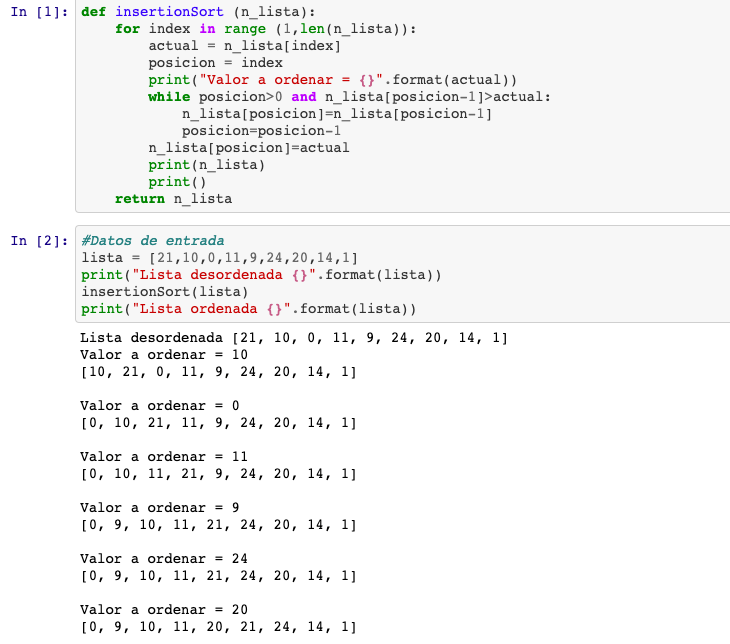 In [1]: def insertionSort (n_lista):
    for index in range (1,len(n_lista)):
        actual = n_lista[index]
        posicion = index
        print("Valor a ordenar = {}".format(actual))
        while posicion>0 and n_lista[posicion-1]>actual:
            n_lista[posicion]=n_lista[posicion-1]
            posicion=posicion-1
        n_lista[posicion]=actual
        print(n_lista)
        print()
    return n_lista
In [2]: #Datos de entrada
lista = [21,10,0,11,9,24,20,14,1]
print("Lista desordenada {}".format(lista))
insertionSort(lista)
print("Lista ordenada {}".format(lista))
Lista desordenada [21, 10, 0, 11, 9, 24, 20, 14, 1]
Valor a ordenar = 10
[10, 21, 0, 11, 9, 24, 20, 14, 1]
Valor a ordenar = 0
[0, 10, 21, 11, 9, 24, 20, 14, 1]
Valor a ordenar = 11
[0, 10, 11, 21, 9, 24, 20, 14, 1]
Valor a ordenar = 9
[0, 9, 10, 11, 21, 24, 20, 14, 1]
Valor a ordenar = 24
[0, 9, 10, 11, 21, 24, 20, 14, 1]
Valor a ordenar = 20
[0, 9, 10, 11, 20, 21, 24, 14, 1]